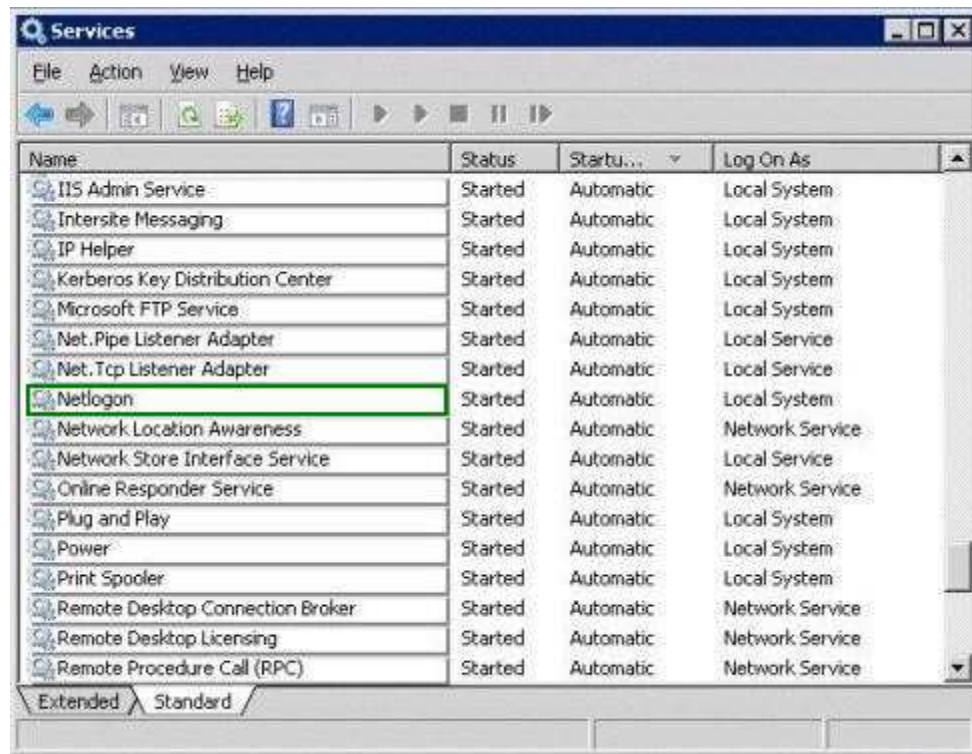 Services
File Action View Help
Name Status Startu... Log On As
IIS Admin Service Started Automatic Local System
Intersite Messaging Started Automatic Local System
IP Helper Started Automatic Local System
Kerberos Key Distribution Center Started Automatic Local System
Microsoft FTP Service Started Automatic Local System
Net.Pipe Listener Adapter Started Automatic Local Service
Net.Tcp Listener Adapter Started Automatic Local Service
Netlogon Started Automatic Local System
Network Location Awareness Started Automatic Network Service
Network Store Interface Service Started Automatic Local Service
Online Responder Service Started Automatic Network Service
Plug and Play Started Automatic Local System
Power Started Automatic Local System
Print Spooler Started Automatic Local System
Remote Desktop Connection Broker Started Automatic Network Service
Remote Desktop Licensing Started Automatic Network Service
Remote Procedure Call (RPC) Started Automatic Network Service
Extended Standard